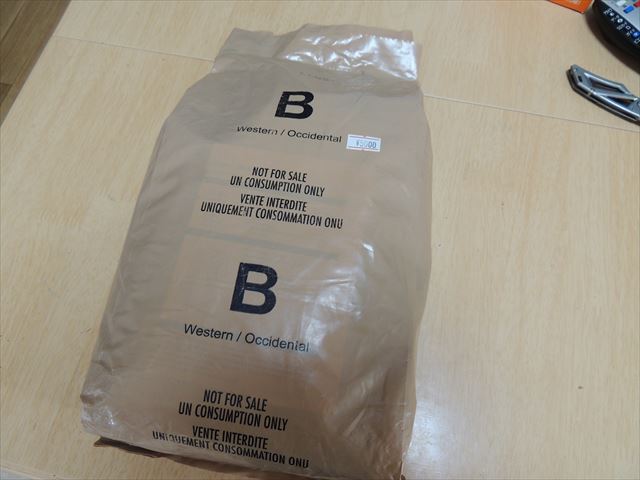 B
Western / Occidental
¥5000
NOT FOR SALE
UN CONSUMPTION ONLY
VENTE INTERDITE
UNIQUEMENT CONSOMMATION ONU
B
Western / Occidental
NOT FOR SALE
UN CONSUMPTION ONLY
VENTE INTERDITE
UNIQUEMENT CONSOMMATION ONU